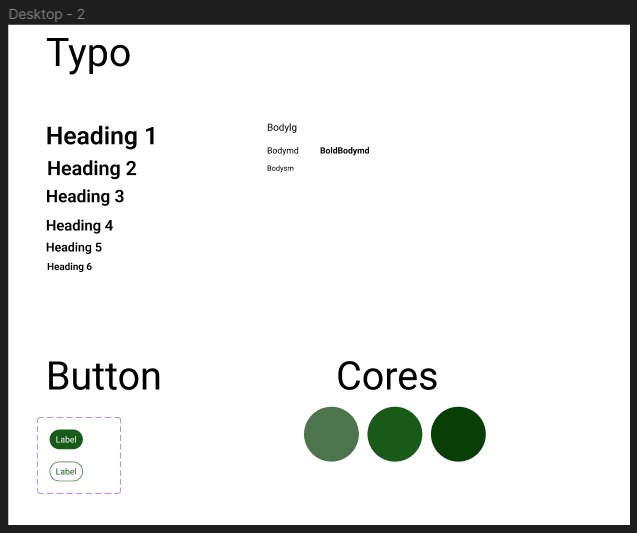 Desktop - 2
Typo
Heading 1
Heading 2
Heading 3
Heading 4
Heading 5
Heading 6
Bodylg
Bodymd BoldBodymd
Bodysm
Button
Label
Label
Cores